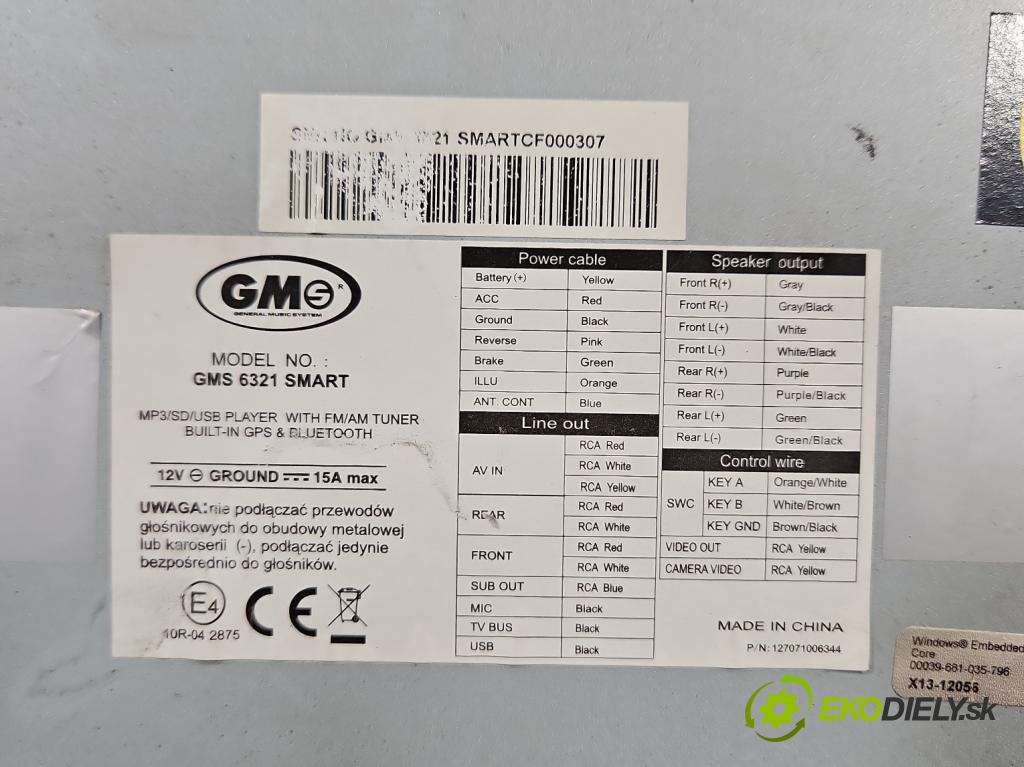 21 SMARTCF000307
GMS R
GENERAL MUSIC SYSTEM
MODEL NO. :
GMS 6321 SMART
MP3/SD/USB PLAYER WITH FM/AM TUNER
BUILT-IN GPS & BLUETOOTH
12V ⊖ GROUND 15A max
UWAGA: nie podłączać przewodów
głośnikowych do obudowy metalowej
lub karoserii (-), podłączać jedynie
bezpośrednio do głośników.
E4 CE
10R-04 2875
Power cable
Battery (+) Yellow
ACC Red
Ground Black
Reverse Pink
Brake Green
ILLU Orange
ANT. CONT Blue
Line out
AV IN RCA Red
RCA White
RCA Yellow
REAR RCA Red
RCA White
FRONT RCA Red
RCA White
SUB OUT RCA Blue
MIC Black
TV BUS Black
USB Black
Speaker output
Front R(+) Gray
Front R(-) Gray/Black
Front L(+) White
Front L(-) White/Black
Rear R(+) Purple
Rear R(-) Purple/Black
Rear L(+) Green
Rear L(-) Green/Black
Control wire
SWC KEY A Orange/White
KEY B White/Brown
KEY GND Brown/Black
VIDEO OUT RCA Yellow
CAMERA VIDEO RCA Yellow
MADE IN CHINA
P/N: 127071006344
Windows® Embedded
Core
00039-681-035-796
X13-12056
EKODIELY.sk